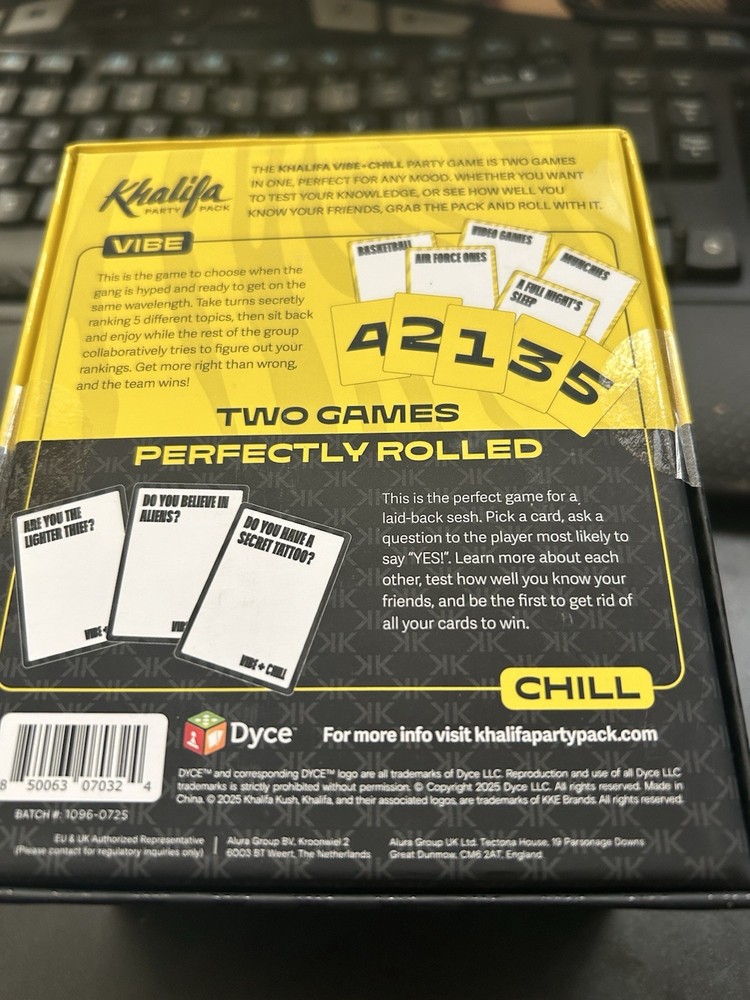 Khalifa
PARTY PACK
THE KHALIFA VIBE+CHILL PARTY GAME IS TWO GAMES
IN ONE, PERFECT FOR ANY MOOD. WHETHER YOU WANT
TO TEST YOUR KNOWLEDGE, OR SEE HOW WELL YOU
KNOW YOUR FRIENDS, GRAB THE PACK AND ROLL WITH IT.
VIBE
This is the game to choose when the
gang is hyped and ready to get on the
same wavelength. Take turns secretly
ranking 5 different topics, then sit back
and enjoy while the rest of the group
collaboratively tries to figure out your
rankings. Get more right than wrong,
and the team wins!
BASKETBALL
AIR FORCE ONES
VIDEO GAMES
A FULL NIGHT'S
SLEEP
MUNCHIES
4 2 1 3 5
TWO GAMES
PERFECTLY ROLLED
ARE YOU THE
LIGHTER THIEF?
VIBE+
DO YOU BELIEVE IN
ALIENS?
VIB
DO YOU HAVE A
SECRET TATTOO?
VIBE + CHILL
This is the perfect game for a
laid-back sesh. Pick a card, ask a
question to the player most likely to
say "YES!". Learn more about each
other, test how well you know your
friends, and be the first to get rid of
all your cards to win.
CHILL
8 50063 07032 4
BATCH #: 1096-0725
Dyce™
For more info visit khalifapartypack.com
DYCE™ and corresponding DYCE™ logo are all trademarks of Dyce LLC. Reproduction and use of all Dyce LLC
trademarks is strictly prohibited without permission. © Copyright 2025 Dyce LLC. All rights reserved. Made in
China. © 2025 Khalifa Kush, Khalifa, and their associated logos, are trademarks of KKE Brands. All rights reserved.
EU & UK Authorized Representative
(Please contact for regulatory inquiries only)
Alura Group BV, Kroonwiel 2
6003 BT Weert, The Netherlands
Alura Group UK Ltd. Tectona House, 19 Parsonage Downs
Great Dunmow, CM6 2AT, England